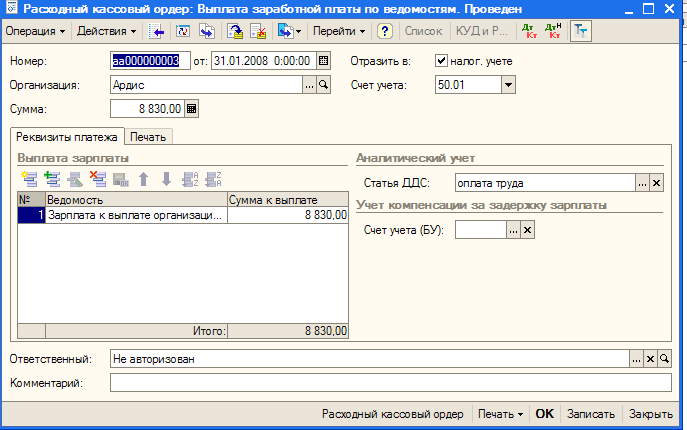 Расходный кассовый ордер: Выплата заработной платы по ведомостям. Проведен
Операция Действия Перейти ? Список КУД и Р... Дт Кт Дт Н Кт Тт
Номер: аа000000003 от: 31.01.2008 0:00:00 Отразить в: налог. учете
Организация: Ардис ... Счет учета: 50.01
Сумма: 8 830,00
Реквизиты платежа Печать
Выплата зарплаты Аналитический учет
Статья ДДС: оплата труда ... ×
№ Ведомость Сумма к выплате Учет компенсации за задержку зарплаты
1 Зарплата к выплате организаци... 8 830,00
Счет учета (БУ): ... ×
Итого: 8 830,00
Ответственный: Не авторизован ... ×
Комментарий:
Расходный кассовый ордер Печать OK Записать Закрыть